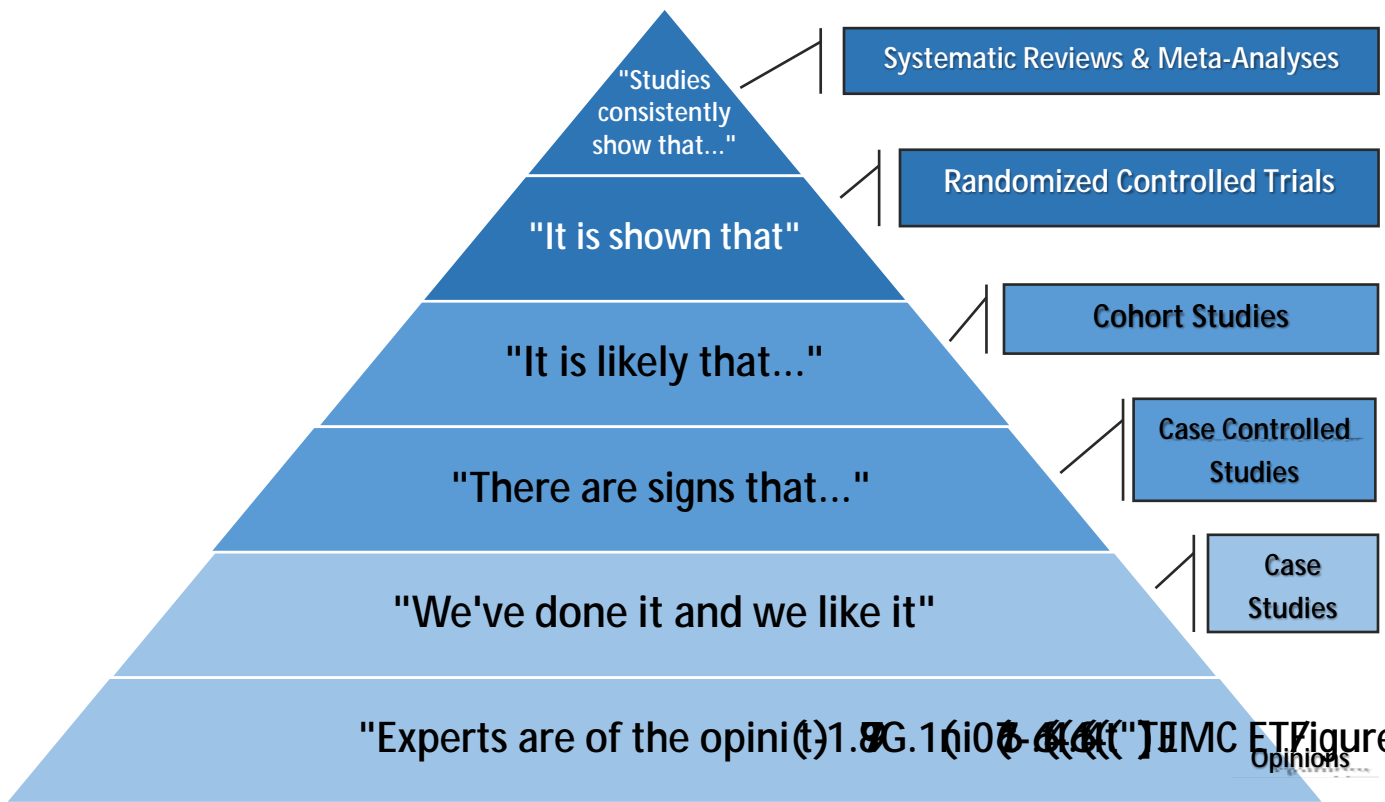 "Studies
consistently
show that..."
Systematic Reviews & Meta-Analyses
"It is shown that"
Randomized Controlled Trials
"It is likely that..."
Cohort Studies
"There are signs that..."
Case Controlled
Studies
"We've done it and we like it"
Case
Studies
"Experts are of the opini
Opinions